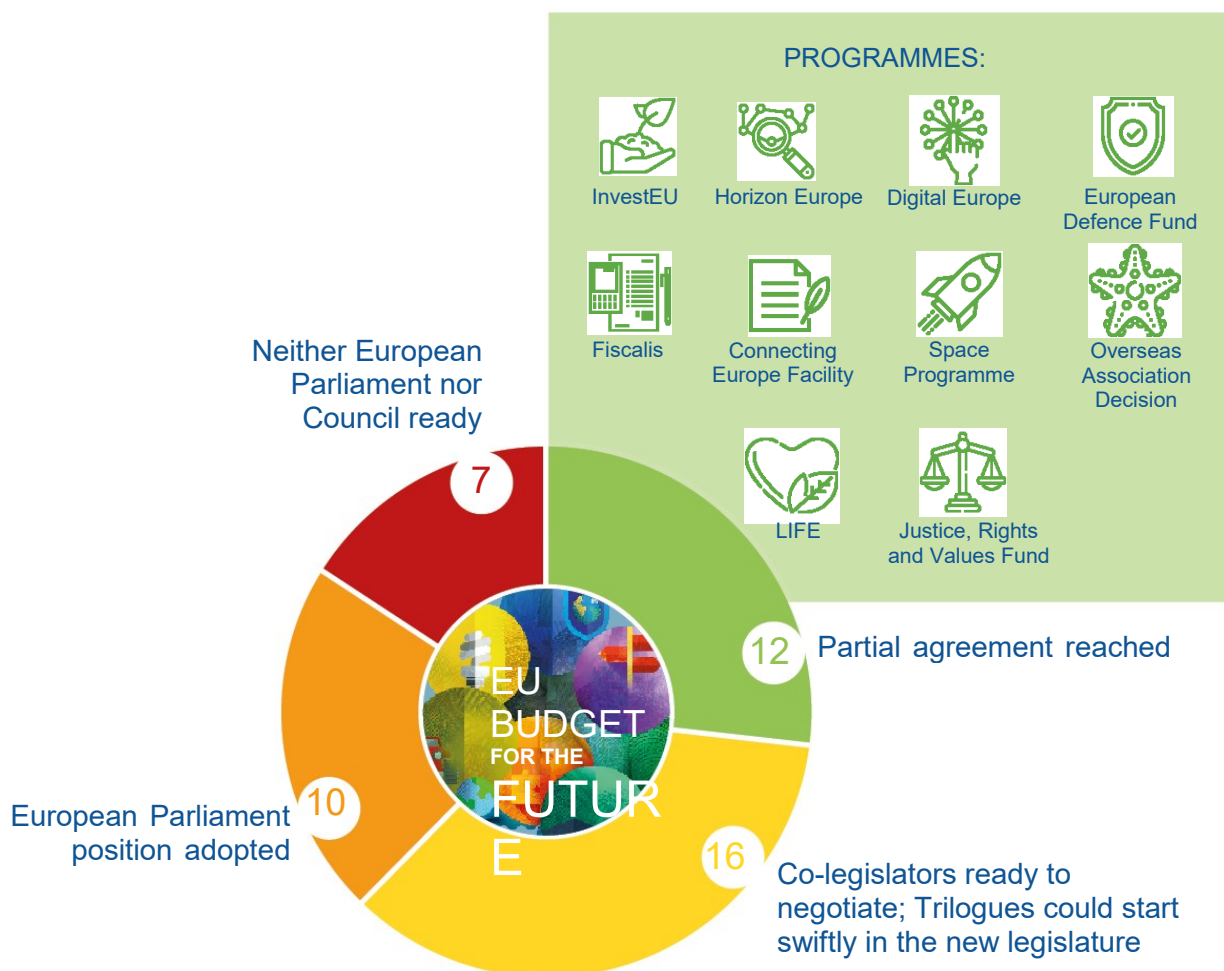 PROGRAMMES:
InvestEU
Horizon Europe
Digital Europe
European
Defence Fund
Fiscalis
Connecting
Europe Facility
Space
Programme
Overseas
Association
Decision
LIFE
Justice, Rights
and Values Fund
Neither European
Parliament nor
Council ready
7
12
Partial agreement reached
EU
BUDGET
FOR THE
FUTUR
E
10
European Parliament
position adopted
16
Co-legislators ready to
negotiate; Trilogues could start
swiftly in the new legislature